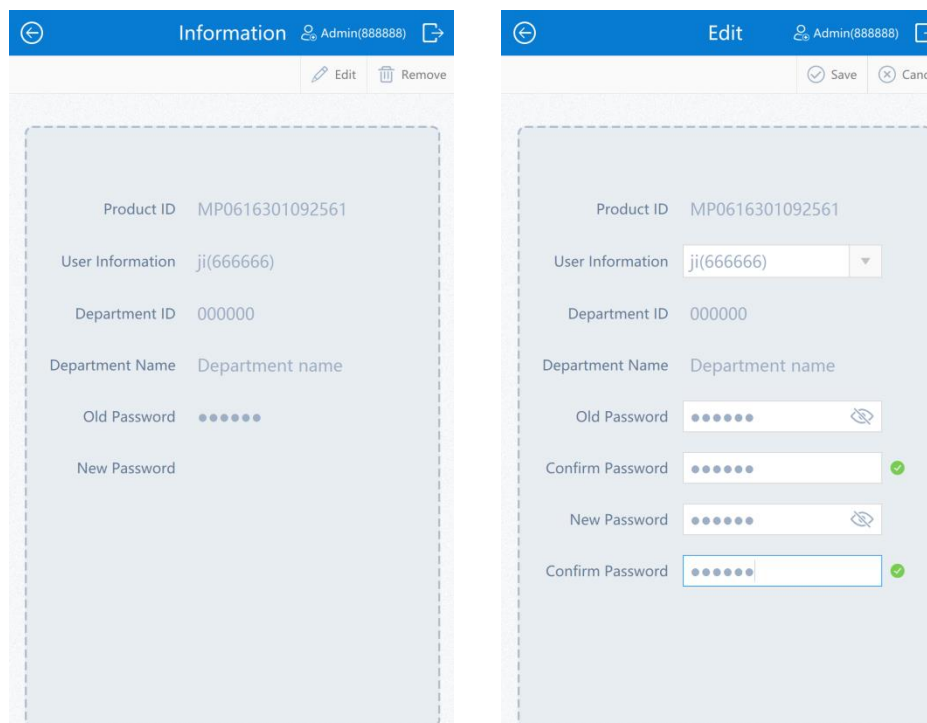 Information Admin(888888)
Edit Remove
Product ID MP0616301092561
User Information ji(666666)
Department ID 000000
Department Name Department name
Old Password ●●●●●●
New Password
Edit Admin(888888)
Save Canc
Product ID MP0616301092561
User Information ji(666666)
Department ID 000000
Department Name Department name
Old Password ●●●●●●
Confirm Password ●●●●●●
New Password ●●●●●●
Confirm Password ●●●●●●